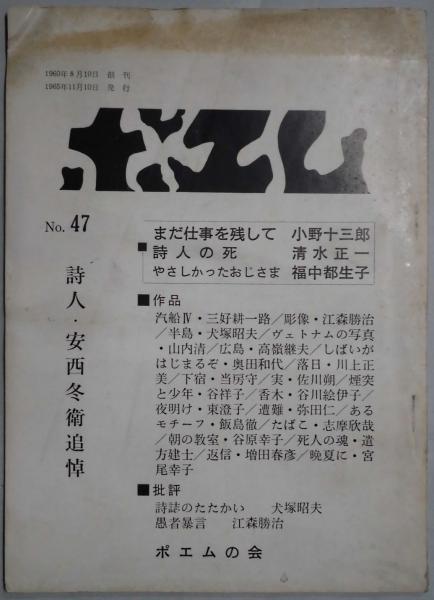 1960年8月10日　創刊
1965年11月10日　発行
ポエム
No. 47
詩人・安西冬衛追悼
■
まだ仕事を残して　小野十三郎
詩人の死　清水正一
やさしかったおじさま　福中都生子
■作品
汽船Ⅳ・三好耕一路／彫像・江森勝治
／半島・犬塚昭夫／ヴェトナムの写真
・山内清／広島・高嶺継夫／しばいが
はじまるぞ・奥田和代／落日・川上正
美／下宿・当房守／実・佐川朔／煙突
と少年・谷祥子／香木・谷川絵伊子／
夜明け・東澄子／遭難・弥田仁／ある
モチーフ・飯島徹／たばこ・志摩欣哉
／朝の教室・谷原幸子／死人の魂・遣
方建士／返信・増田春彦／晩夏に・宮
尾幸子
■批評
詩誌のたたかい　犬塚昭夫
愚者暴言　江森勝治
ポエムの会